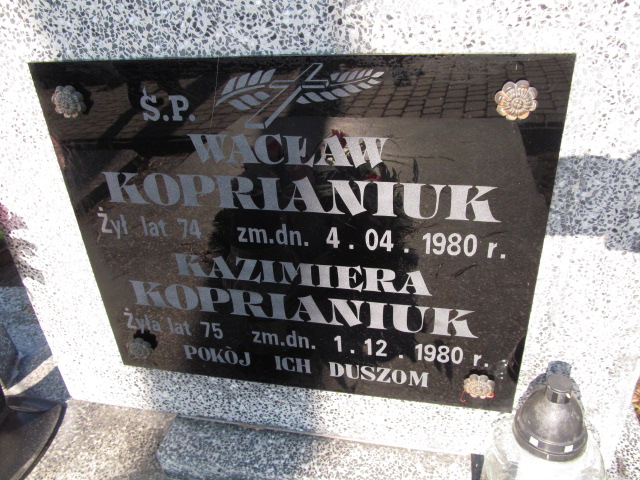 S.P.
WACŁAW
KOPRIANIUK
Żył lat 74 zm.dn. 4.04.1980 r.
KAZIMIERA
KOPRIANIUK
Żyła lat 75 zm.dn. 1.12.1980 r.
POKÒJ ICH DUSZOM